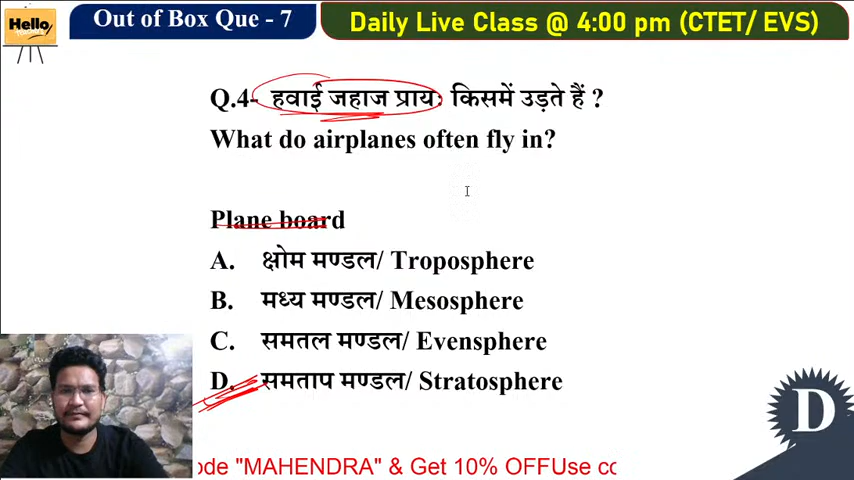 Hello
Out of Box Que - 7
Daily Live Class @ 4:00 pm (CTET/ EVS)
Q.4- हवाई जहाज प्रायः किसमें उड़ते हैं ?
What do airplanes often fly in?
Plane board
A. क्षोम मण्डल/ Troposphere
B. मध्य मण्डल/ Mesosphere
C. समतल मण्डल/ Evensphere
D. समताप मण्डल/ Stratosphere
D
ode "MAHENDRA" & Get 10% OFFUse co